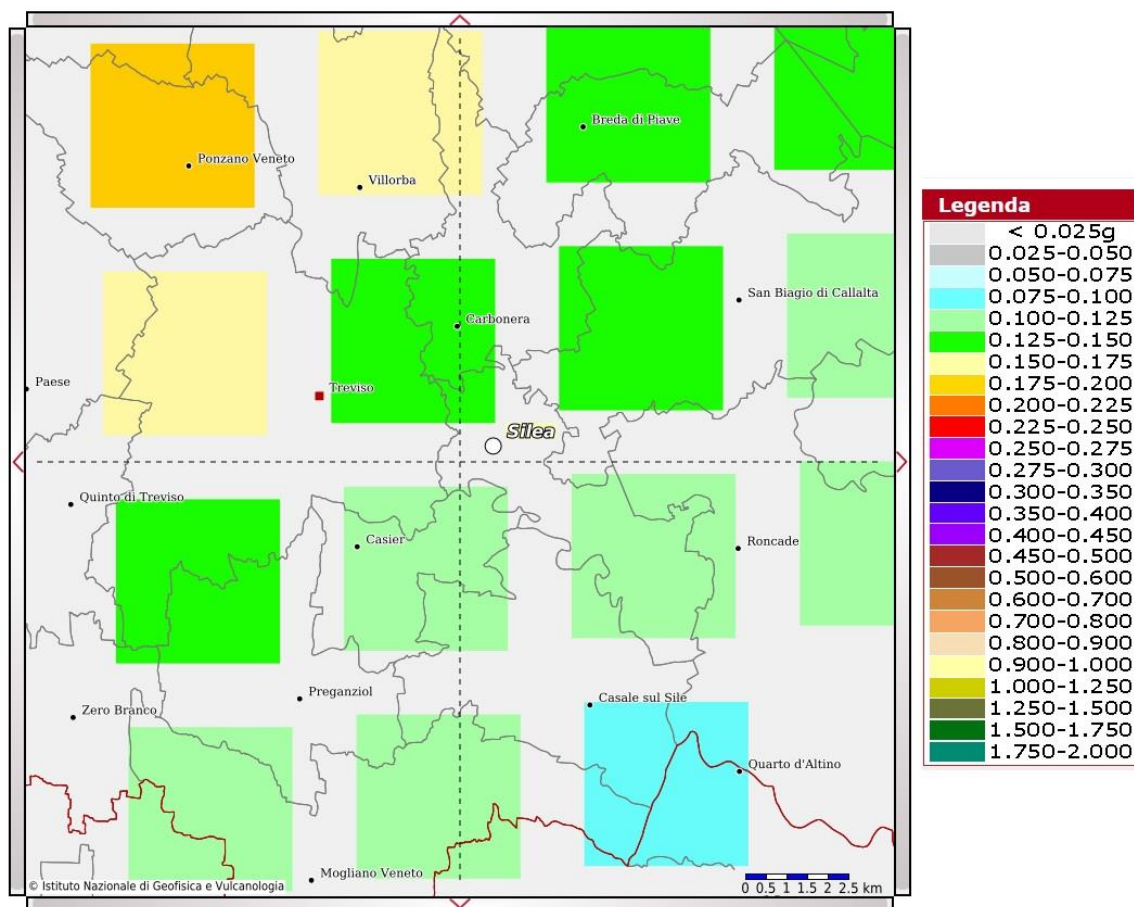 Breda di Piave
Ponzano Veneto
Villorba
San Biagio di Callalta
Carbonera
Paese
Treviso
Silea
Quinto di Treviso
Casier
Roncade
Preganziol
Casale sul Sile
Zero Branco
Quarto d'Altino
Mogliano Veneto
© Istituto Nazionale di Geofisica e Vulcanologia
0 0.5 1 1.5 2 2.5 km
Legenda
< 0.025g
0.025-0.050
0.050-0.075
0.075-0.100
0.100-0.125
0.125-0.150
0.150-0.175
0.175-0.200
0.200-0.225
0.225-0.250
0.250-0.275
0.275-0.300
0.300-0.350
0.350-0.400
0.400-0.450
0.450-0.500
0.500-0.600
0.600-0.700
0.700-0.800
0.800-0.900
0.900-1.000
1.000-1.250
1.250-1.500
1.500-1.750
1.750-2.000